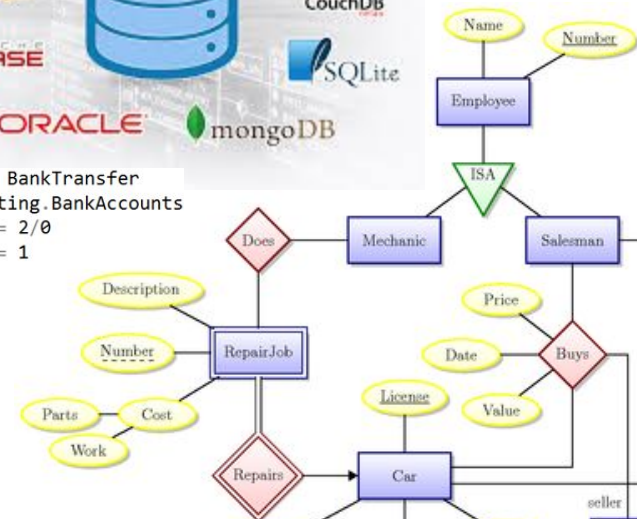 CouchDB
SQLite
ORACLE
mongoDB
BankTransfer
ting.BankAccounts
= 2/0
= 1
Name
Number
Employee
ISA
Does
Mechanic
Salesman
Description
Price
Number
RepairJob
Date
Buys
Parts
Cost
License
Value
Work
Repairs
Car
seller